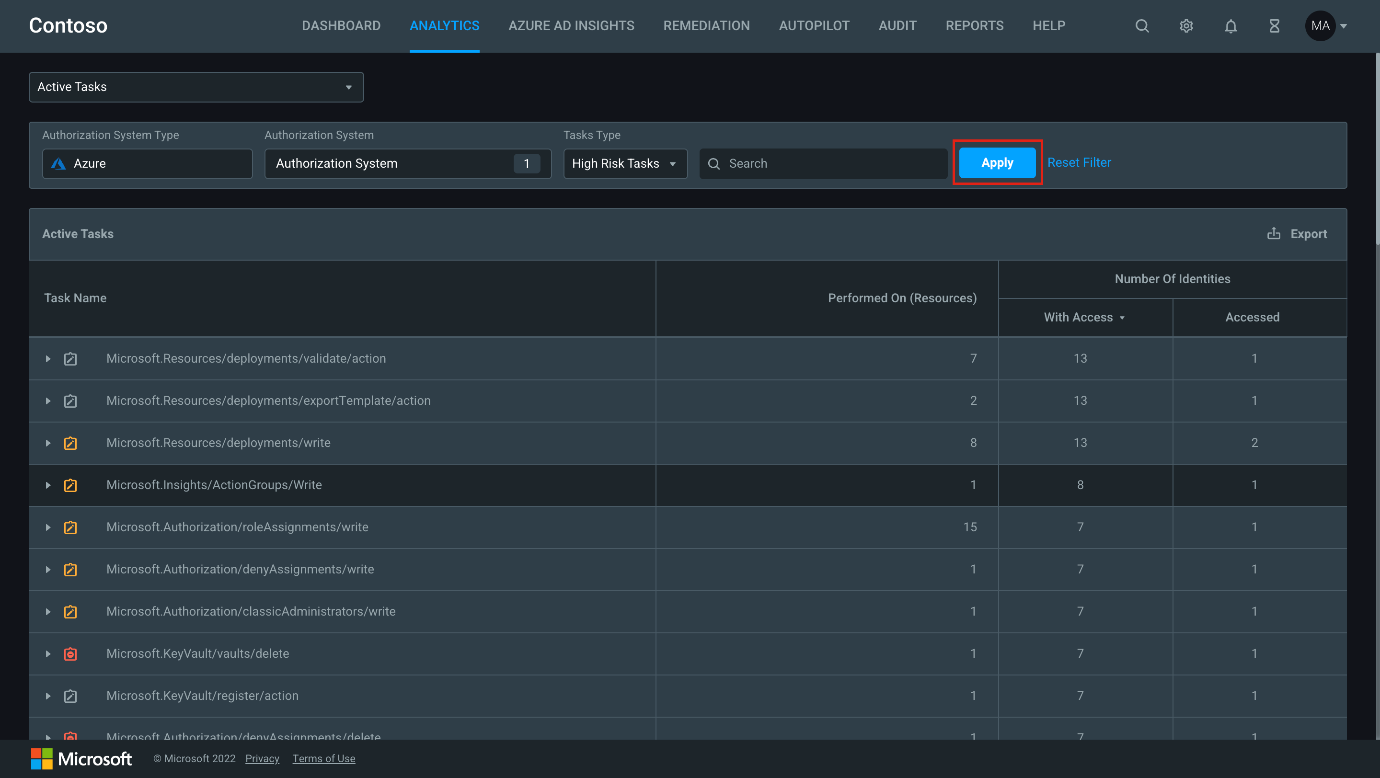 Contoso
DASHBOARD ANALYTICS AZURE AD INSIGHTS REMEDIATION AUTOPILOT AUDIT REPORTS HELP MA
Active Tasks
Authorization System Type Authorization System Tasks Type
Azure Authorization System 1 High Risk Tasks Search Apply Reset Filter
Active Tasks Export
Number Of Identities
Task Name Performed On (Resources)
With Access Accessed
Microsoft.Resources/deployments/validate/action 7 13 1
Microsoft.Resources/deployments/exportTemplate/action 2 13 1
Microsoft.Resources/deployments/write 8 13 2
Microsoft.Insights/ActionGroups/Write 1 8 1
Microsoft.Authorization/roleAssignments/write 15 7 1
Microsoft.Authorization/denyAssignments/write 1 7 1
Microsoft.Authorization/classicAdministrators/write 1 7 1
Microsoft.KeyVault/vaults/delete 1 7 1
Microsoft.KeyVault/register/action 1 7 1
Microsoft.Authorization/denyAssignments/delete 1 7 1
Microsoft © Microsoft 2022 Privacy Terms of Use